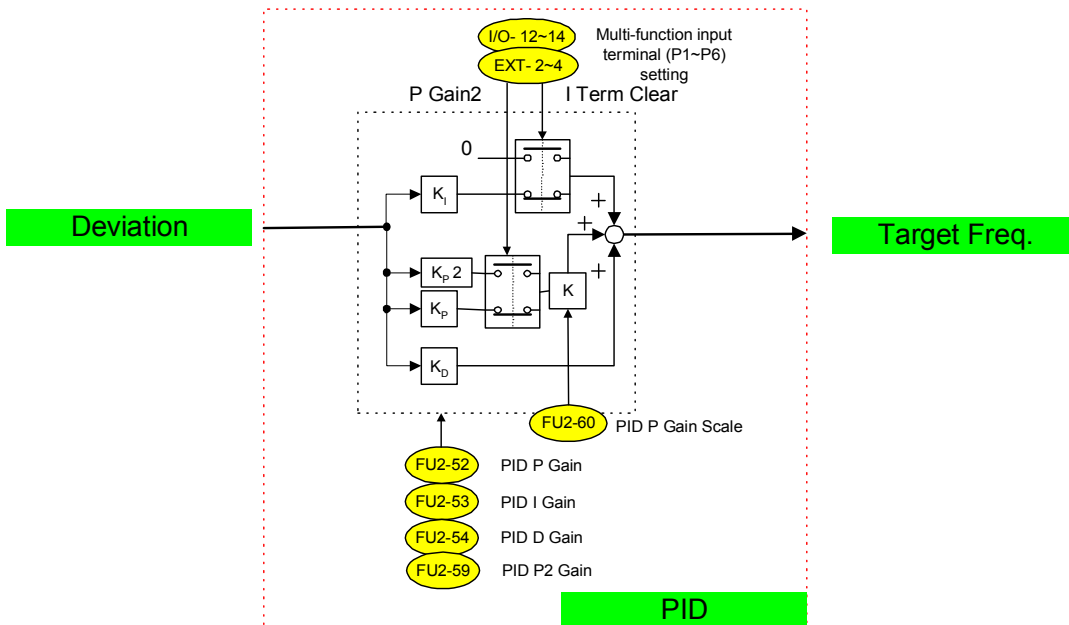 I/O- 12~14
EXT- 2~4
Multi-function input
terminal (P1~P6)
setting
P Gain2
I Term Clear
0
K_I
+
+
+
Deviation
Target Freq.
K_P 2
K_P
K
K_D
FU2-60
PID P Gain Scale
FU2-52
PID P Gain
FU2-53
PID I Gain
FU2-54
PID D Gain
FU2-59
PID P2 Gain
PID